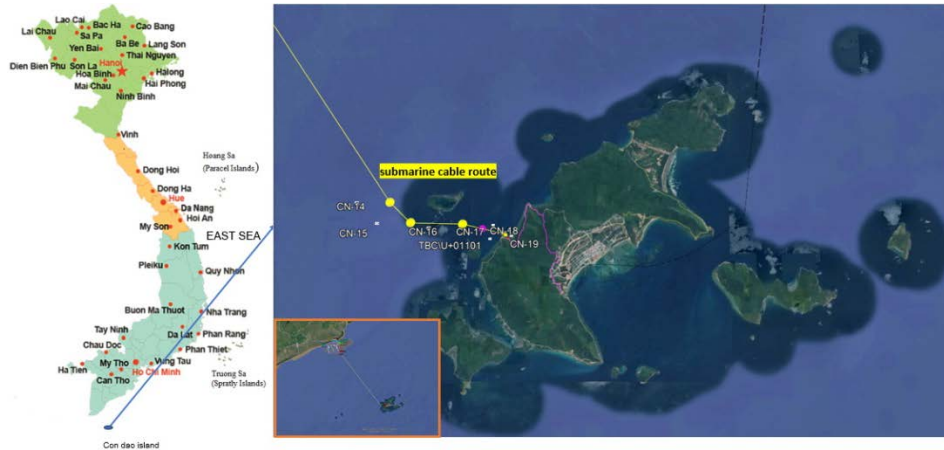 Lao Cai
Bac Ha
Cao Bang
Lai Chau
Sa Pa
Ba Be
Lang Son
Yen Bai
Thai Nguyen
Dien Bien Phu
Son La
Hanoi
Hoa Binh
Halong
Mai Chau
Hai Phong
Ninh Binh
Vinh
Hoang Sa
(Paracel Islands)
Dong Hoi
Dong Ha
Hue
Da Nang
Hoi An
My Son
EAST SEA
Kon Tum
Pleiku
Quy Nhon
Buon Ma Thuot
Nha Trang
Tay Ninh
Da Lat
Phan Rang
Chau Doc
Phan Thiet
My Tho
Vung Tau
Ha Tien
Ho Chi Minh
Truong Sa
(Spratly Islands)
Can Tho
Con dao island
submarine cable route
CN-14
CN-15
CN-16
CN-17
CN-18
TBC\U+01101
CN-19